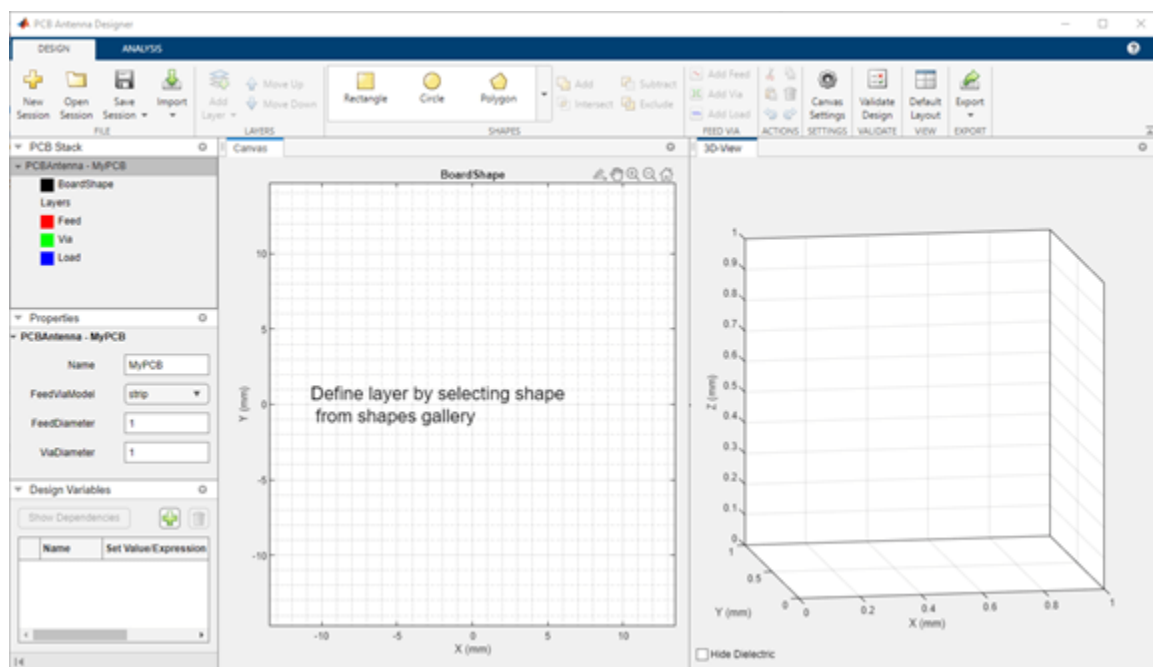 PCB Antenna Designer
DESIGN ANALYSIS
New Session
Open Session
Save Session
Import
Add Layer
Move Up
Move Down
Rectangle
Circle
Polygon
Add
Subtract
Intersect
Exclude
Add Feed
Add Via
Add Load
Canvas Settings
Validate Design
Default Layout
Export
FILE LAYERS SHAPES FEED VIA ACTIONS SETTINGS VALIDATE VIEW EXPORT
PCB Stack
PCBAntenna - MyPCB
BoardShape
Layers
Feed
Via
Load
Properties
PCBAntenna - MyPCB
Name MyPCB
FeedViaModel strip
FeedDiameter 1
ViaDiameter 1
Design Variables
Show Dependencies
Name Set Value/Expression
Canvas
BoardShape
10
5
0
-5
-10
Y (mm)
Define layer by selecting shape
from shapes gallery
-10 -5 0 5 10
X (mm)
3D-View
1
0.9
0.8
0.7
0.6
0.5
0.4
0.3
0.2
0.1
0
Z (mm)
1
0.5
0
Y (mm)
0 0.2 0.4 0.6 0.8 1
X (mm)
Hide Dielectric